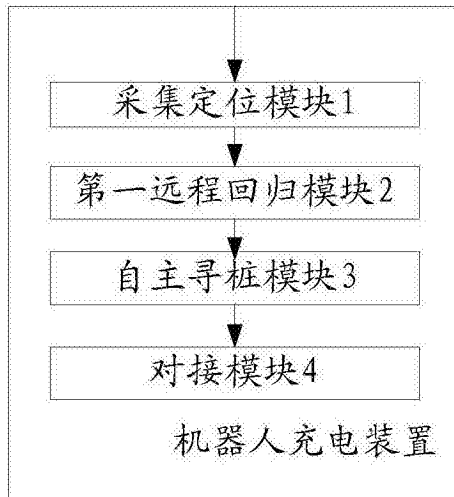 采集定位模块1
第一远程回归模块2
自主寻桩模块3
对接模块4
机器人充电装置